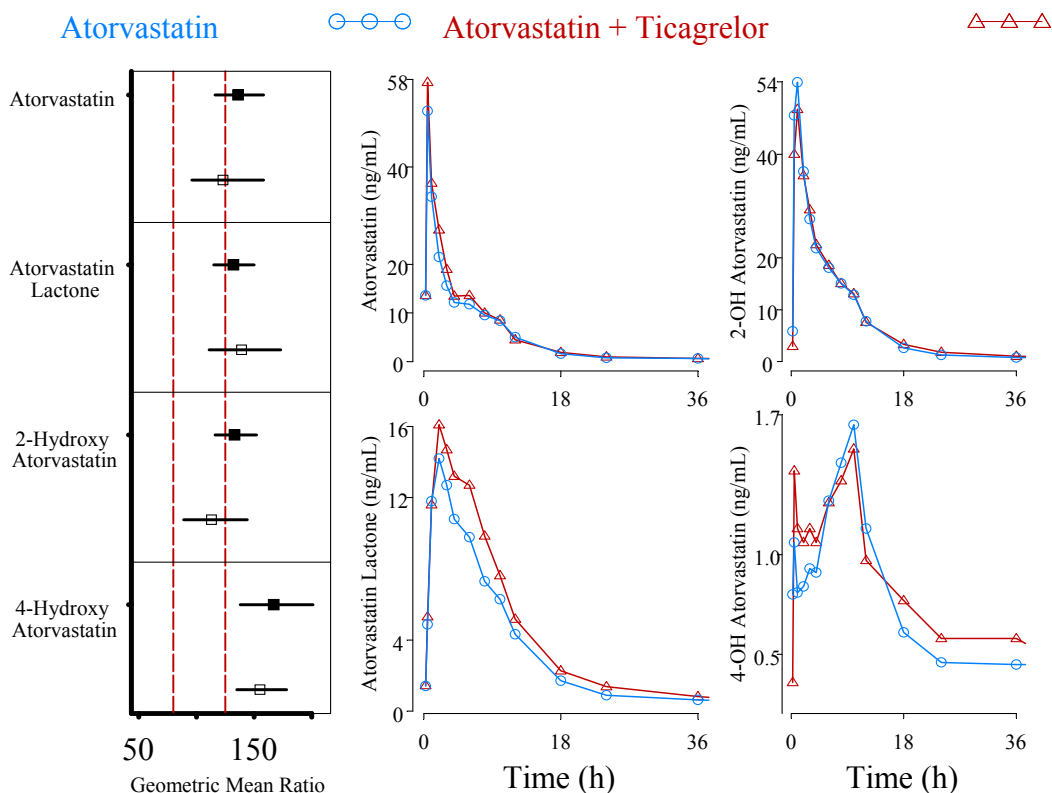 Atorvastatin
Atorvastatin + Ticagrelor
Atorvastatin
Atorvastatin
Lactone
2-Hydroxy
Atorvastatin
4-Hydroxy
Atorvastatin
50
150
Geometric Mean Ratio
Atorvastatin (ng/mL)
58
40
20
10
0
0
18
36
2-OH Atorvastatin (ng/mL)
54
40
20
10
0
0
18
36
Atorvastatin Lactone (ng/mL)
16
12
4
0
0
18
36
Time (h)
4-OH Atorvastatin (ng/mL)
1.7
1.0
0.5
0
18
36
Time (h)